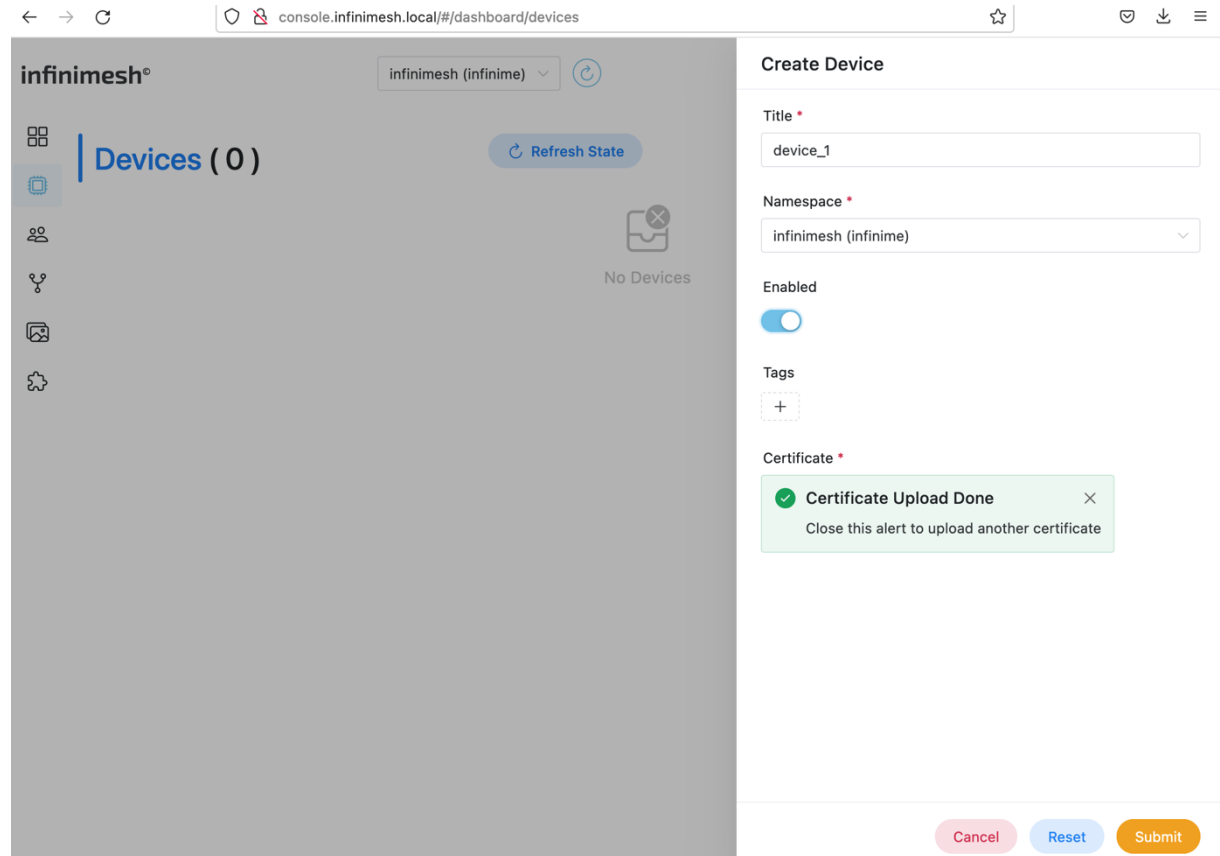 console.infinimesh.local/#/dashboard/devices
infinimesh©
infinimesh (infinime)
Devices ( 0 )
Refresh State
No Devices
Create Device
Title *
device_1
Namespace *
infinimesh (infinime)
Enabled
Tags
+
Certificate *
Certificate Upload Done
Close this alert to upload another certificate
Cancel
Reset
Submit